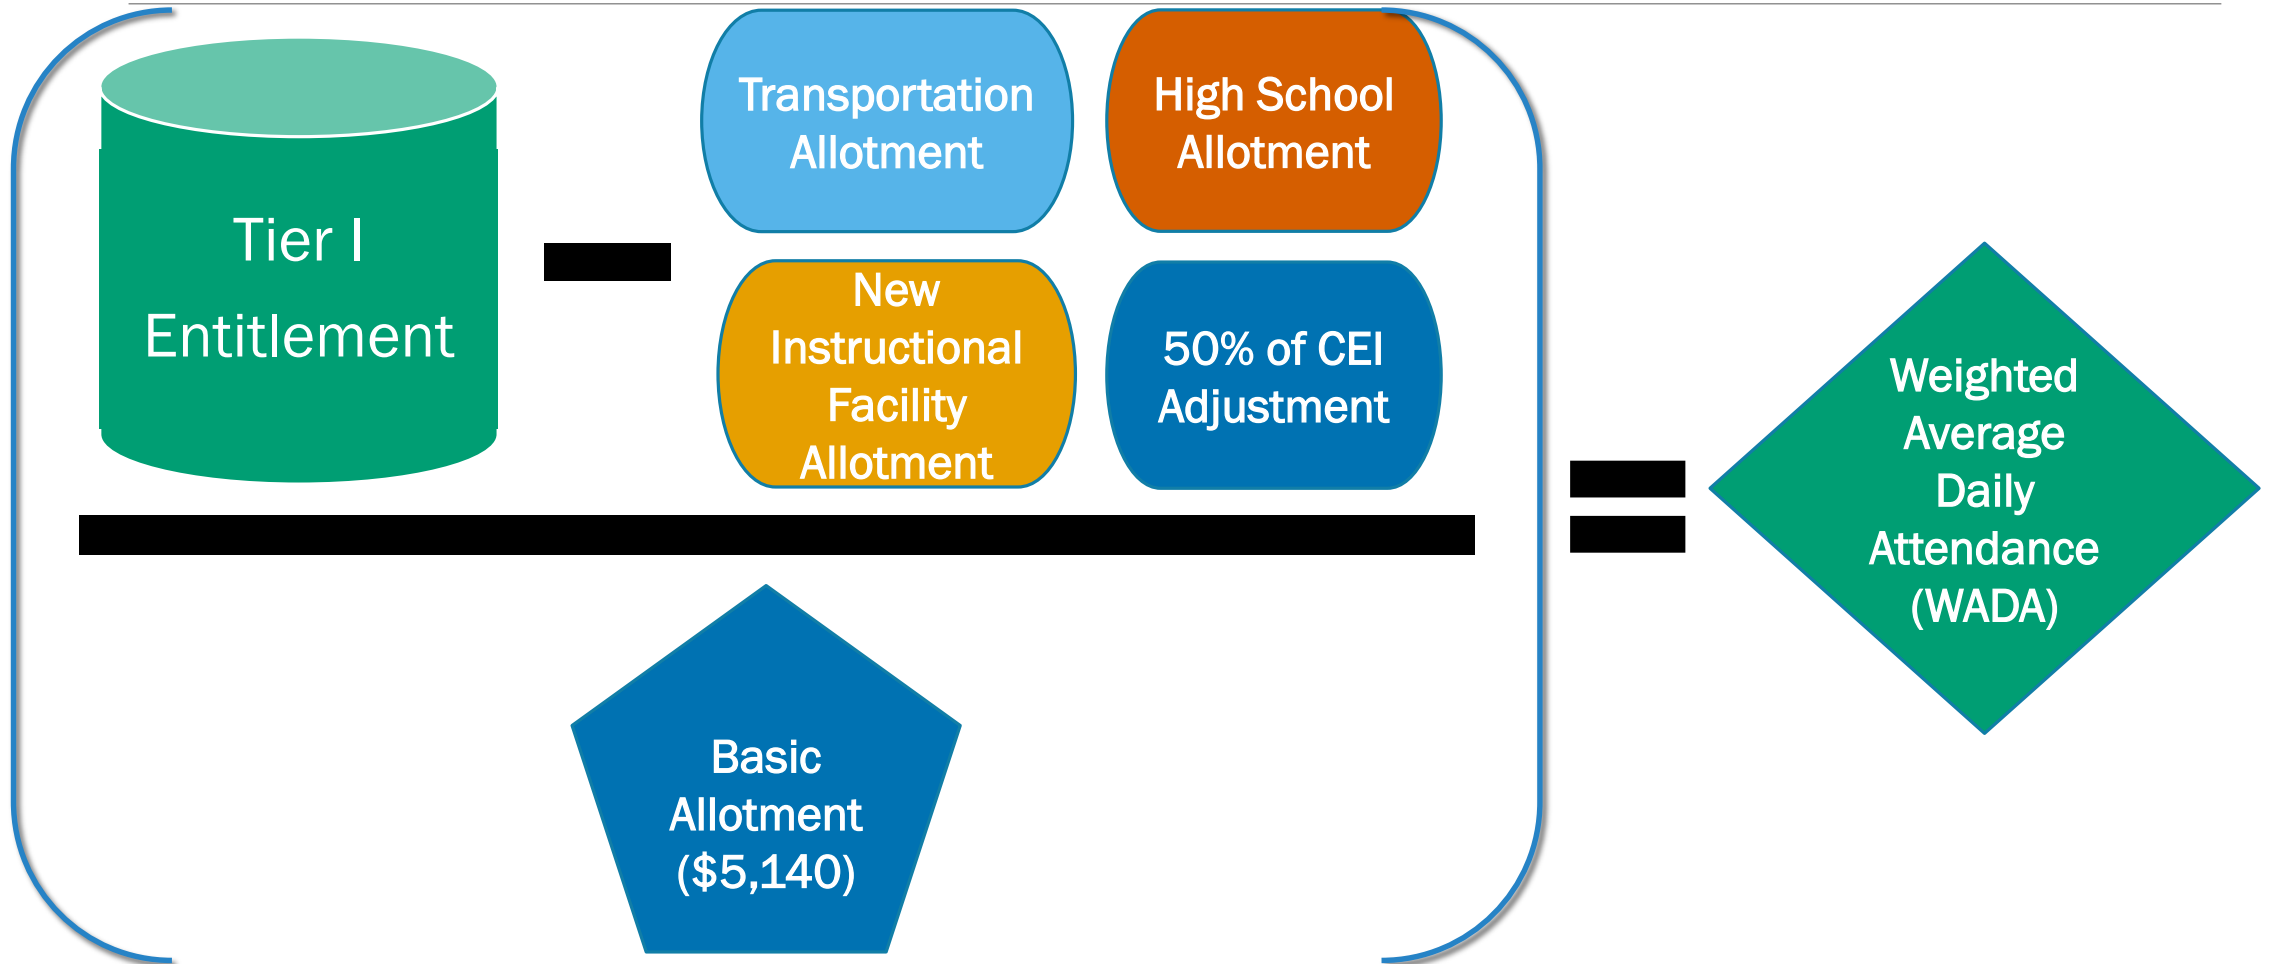 Tier I
Entitlement
Transportation
Allotment
High School
Allotment
New
Instructional
Facility
Allotment
50% of CEI
Adjustment
Basic
Allotment
($5,140)
Weighted
Average
Daily
Attendance
(WADA)